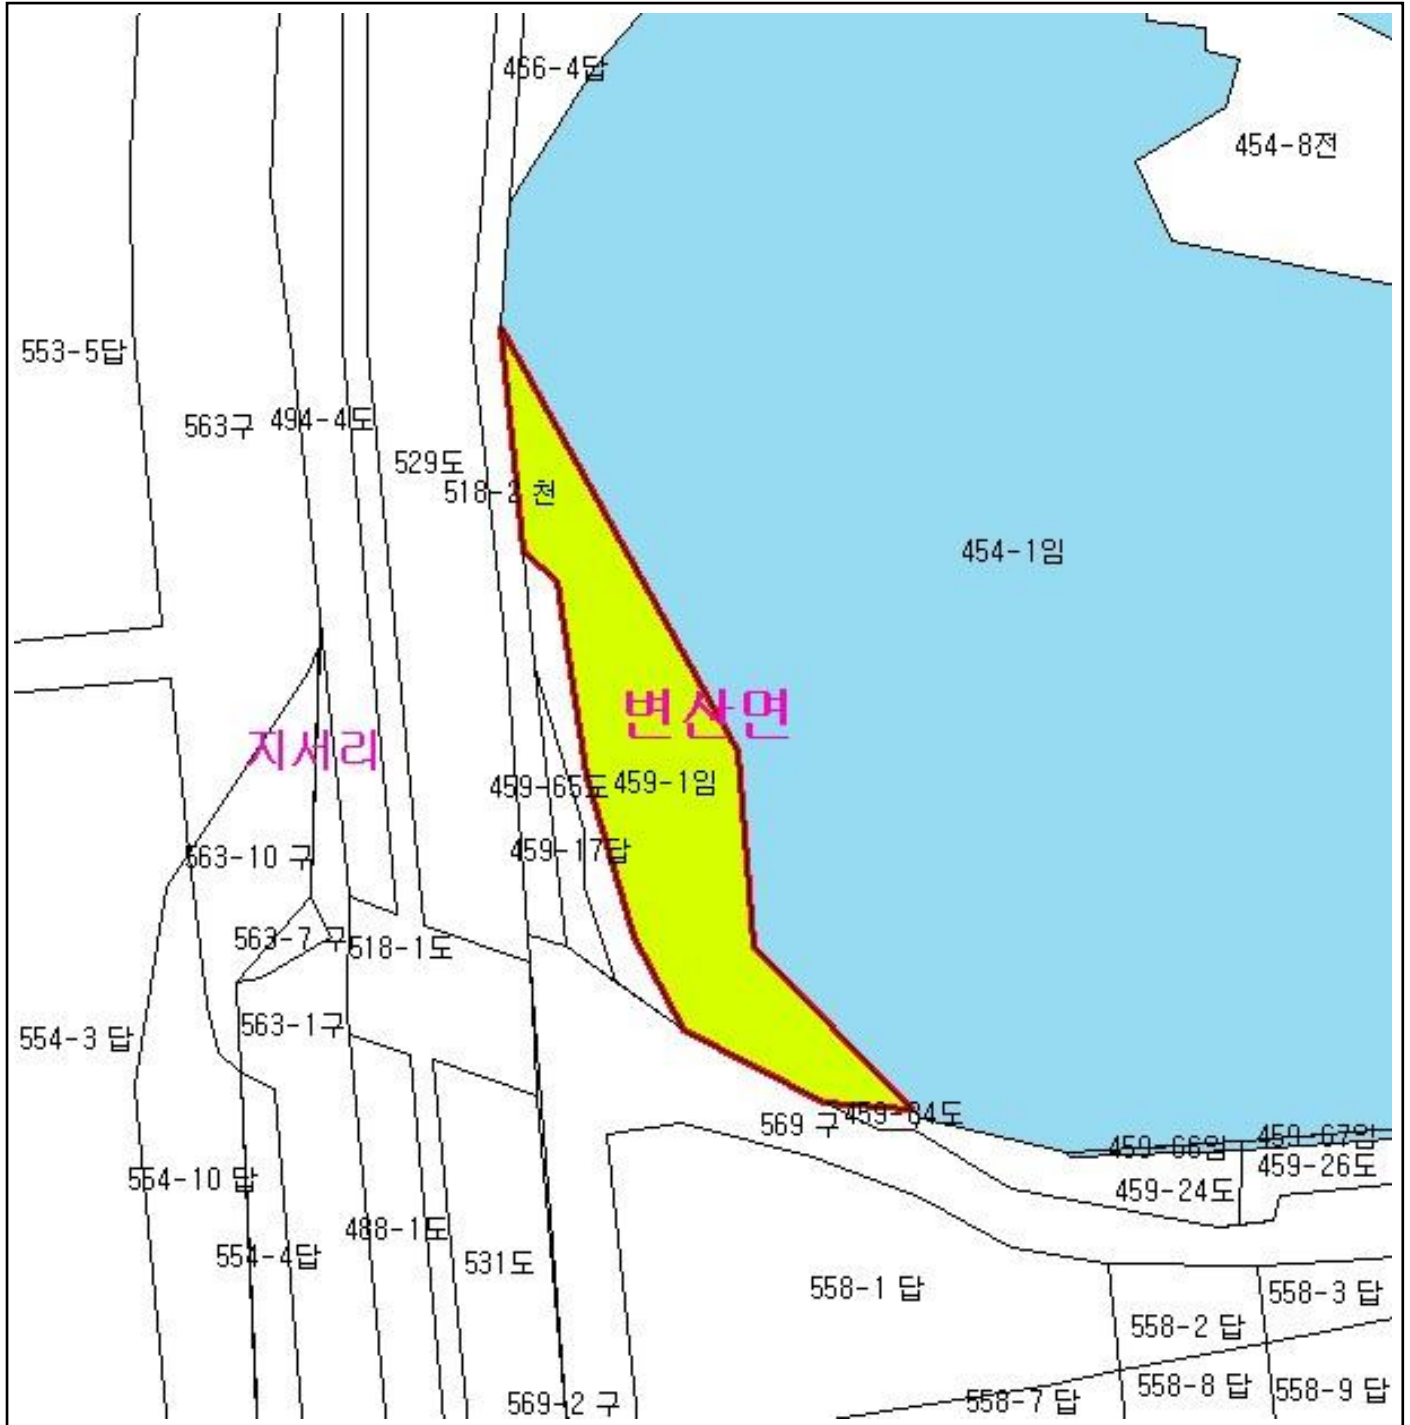 466-4답
454-8전
553-5답
563구
494-4도
529도
518-2 천
454-1임
변산면
지서리
459-65도
459-1임
459-17답
563-10 구
563-7 구
518-1도
554-3 답
563-1구
569 구
459-64도
459-66임
459-67임
459-26도
459-24도
554-10 답
488-1도
554-4답
531도
558-1 답
558-3 답
558-2 답
558-8 답
558-9 답
558-7 답
569-2 구